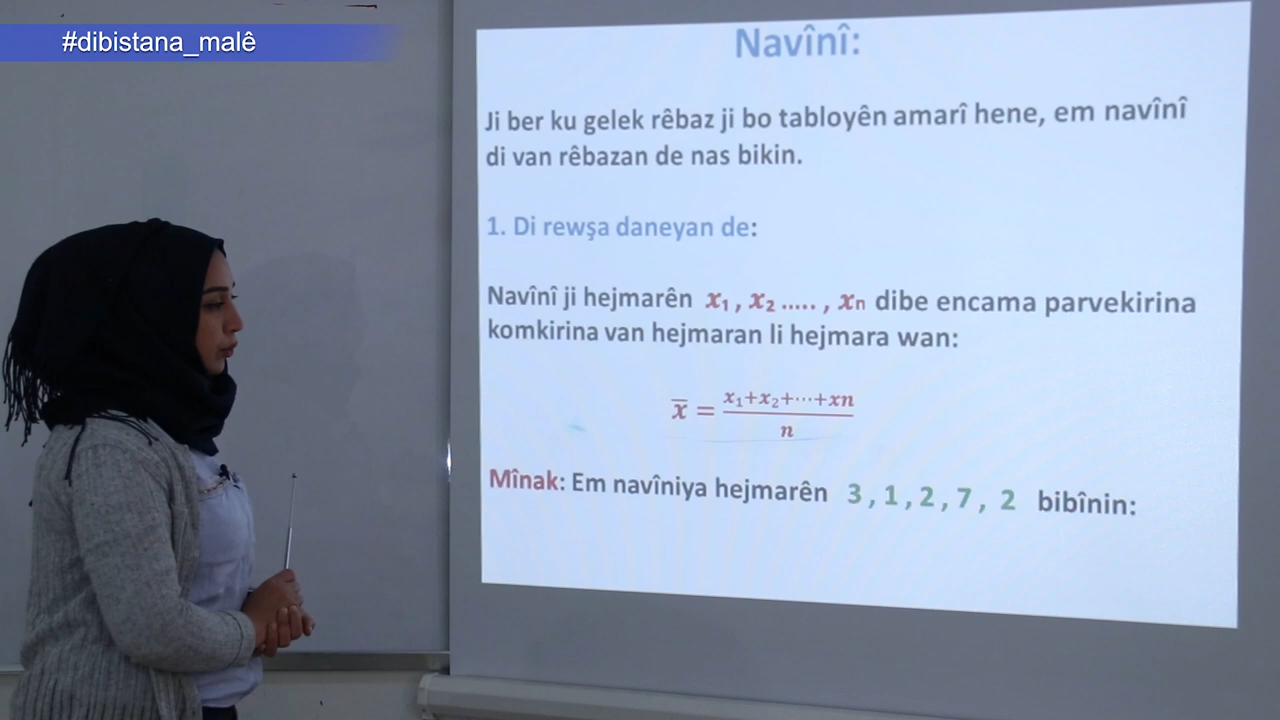 #dibistana_malê
Navînî:
Ji ber ku gelek rêbaz ji bo tabloyên amarî hene, em navînî
di van rêbazan de nas bikin.
1. Di rewşa daneyan de:
Navînî ji hejmarên x₁ , x₂ ..... , xn dibe encama parvekirina
komkirina van hejmaran li hejmara wan:
x̅ = x₁+x₂+⋯+xn / n
Mînak: Em navîniya hejmarên 3 , 1 , 2 , 7 , 2 bibînin: